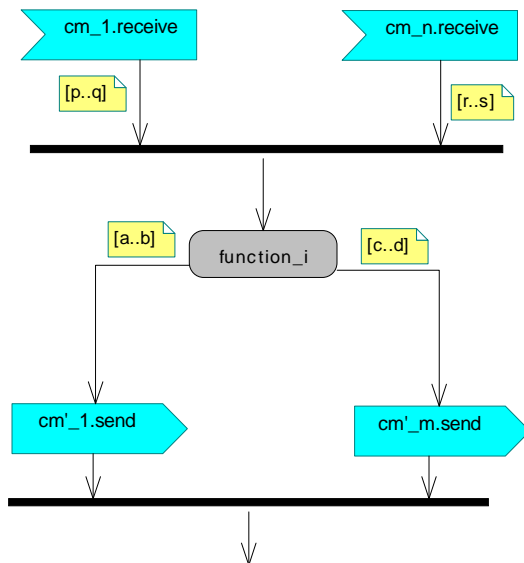 cm_1.receive
cm_n.receive
[p..q]
[r..s]
[a..b]
[c..d]
function_i
cm'_1.send
cm'_m.send